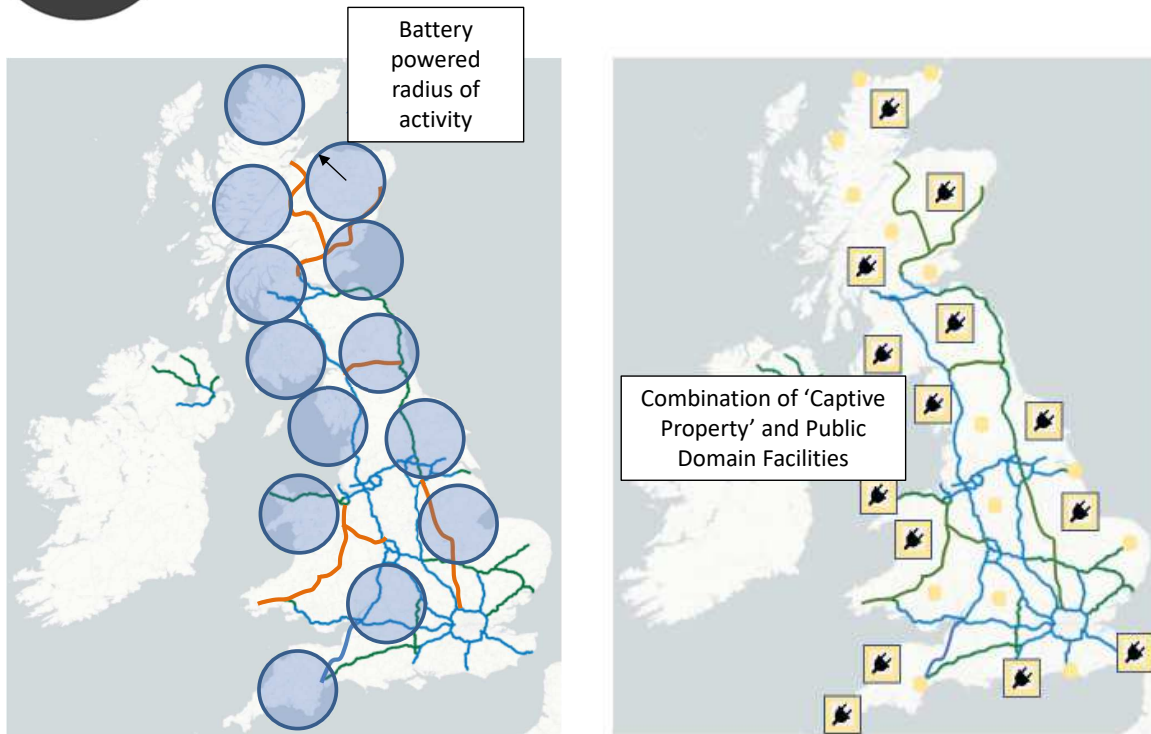 Battery
powered
radius of
activity
Combination of ‘Captive
Property’ and Public
Domain Facilities